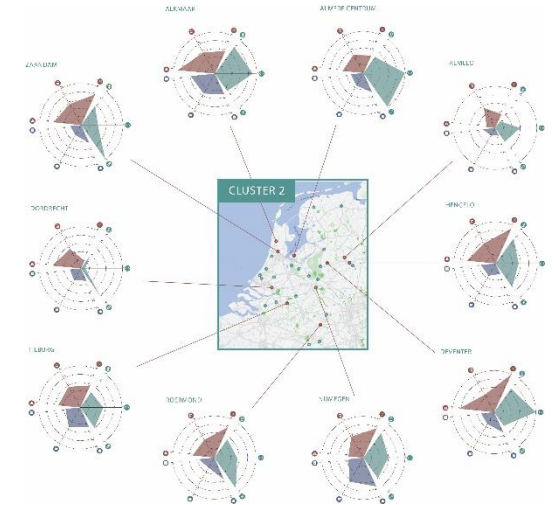 ALKMAAR
ALMERE CENTRUM
ZAANDAM
ALMELO
CLUSTER 2
DORDRECHT
HENGELO
TILBURG
DEVENTER
ROERMOND
NIJMEGEN